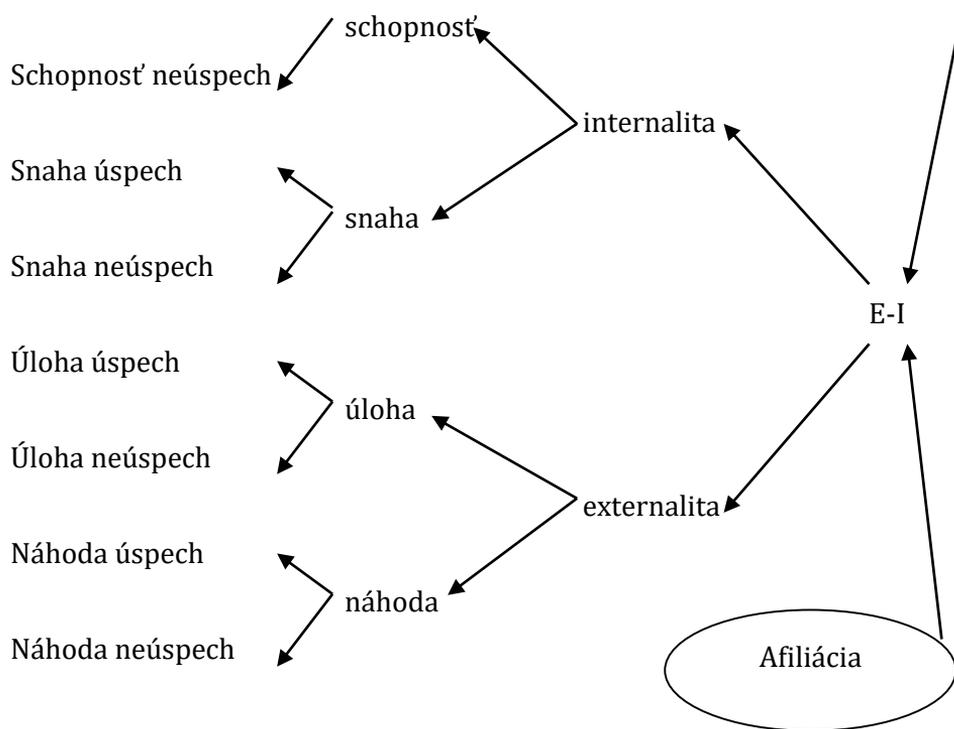 schopnosť
Schopnosť neúspech
internalita
Snaha úspech
snaha
Snaha neúspech
E-I
Úloha úspech
úloha
Úloha neúspech
externalita
Náhoda úspech
náhoda
Náhoda neúspech
Afiliácia